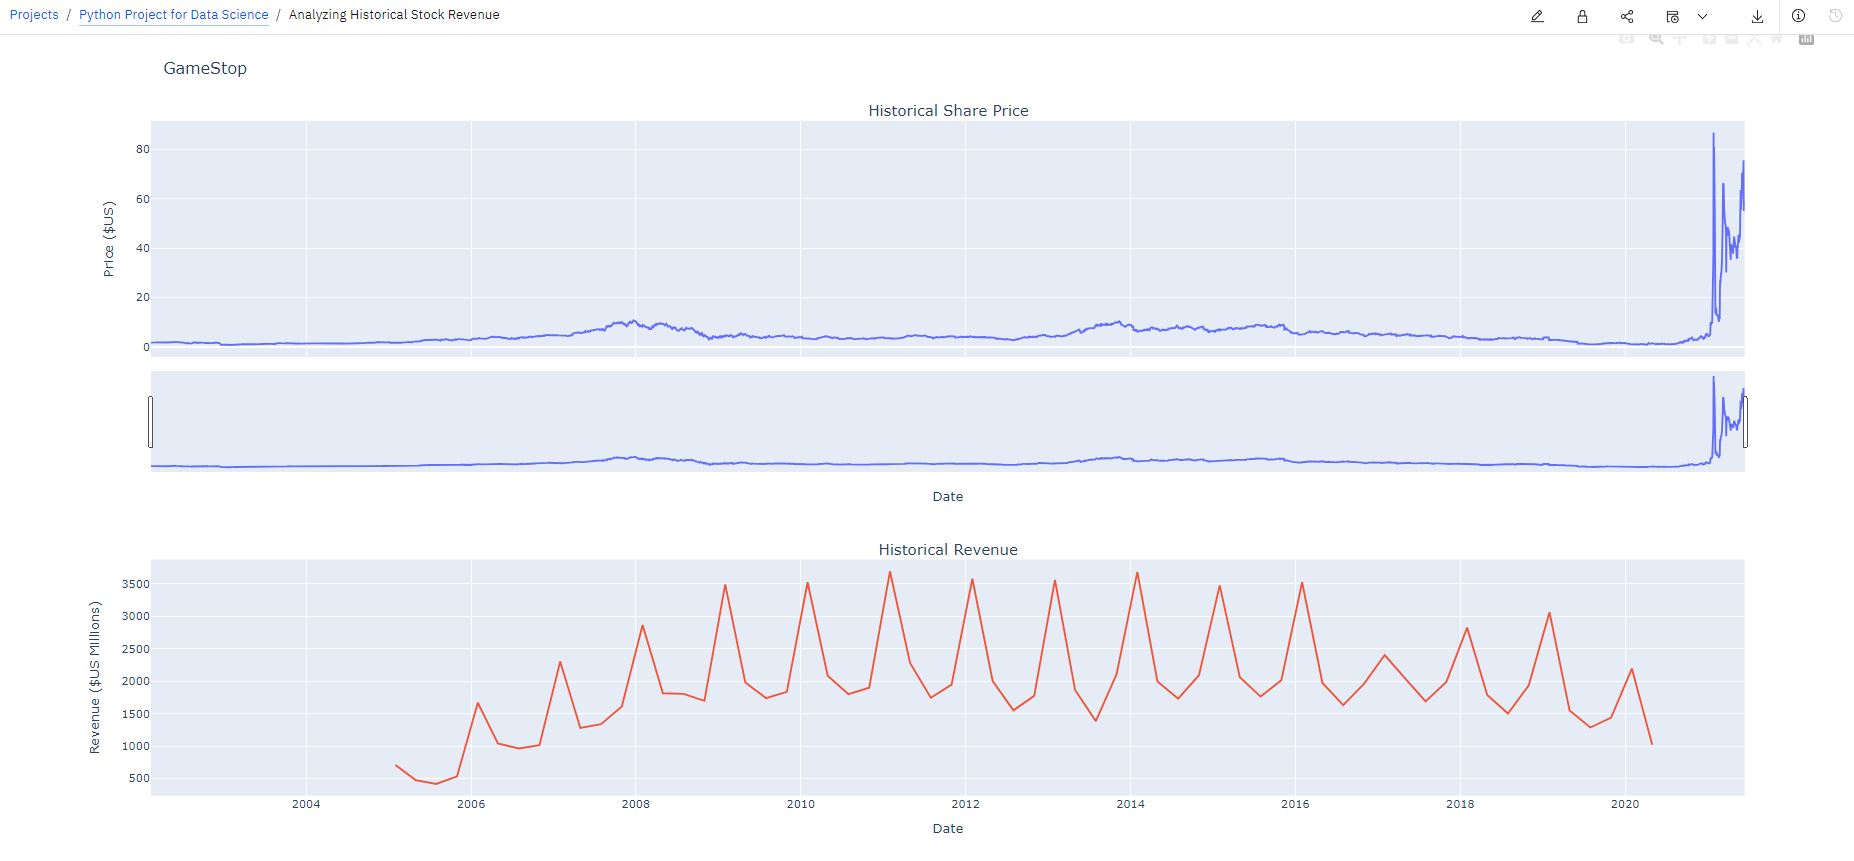 Projects / Python Project for Data Science / Analyzing Historical Stock Revenue
GameStop
Historical Share Price
80
60
40
20
0
Price ($US)
Date
Historical Revenue
3500
3000
2500
2000
1500
1000
500
Revenue ($US Millions)
2004 2006 2008 2010 2012 2014 2016 2018 2020
Date